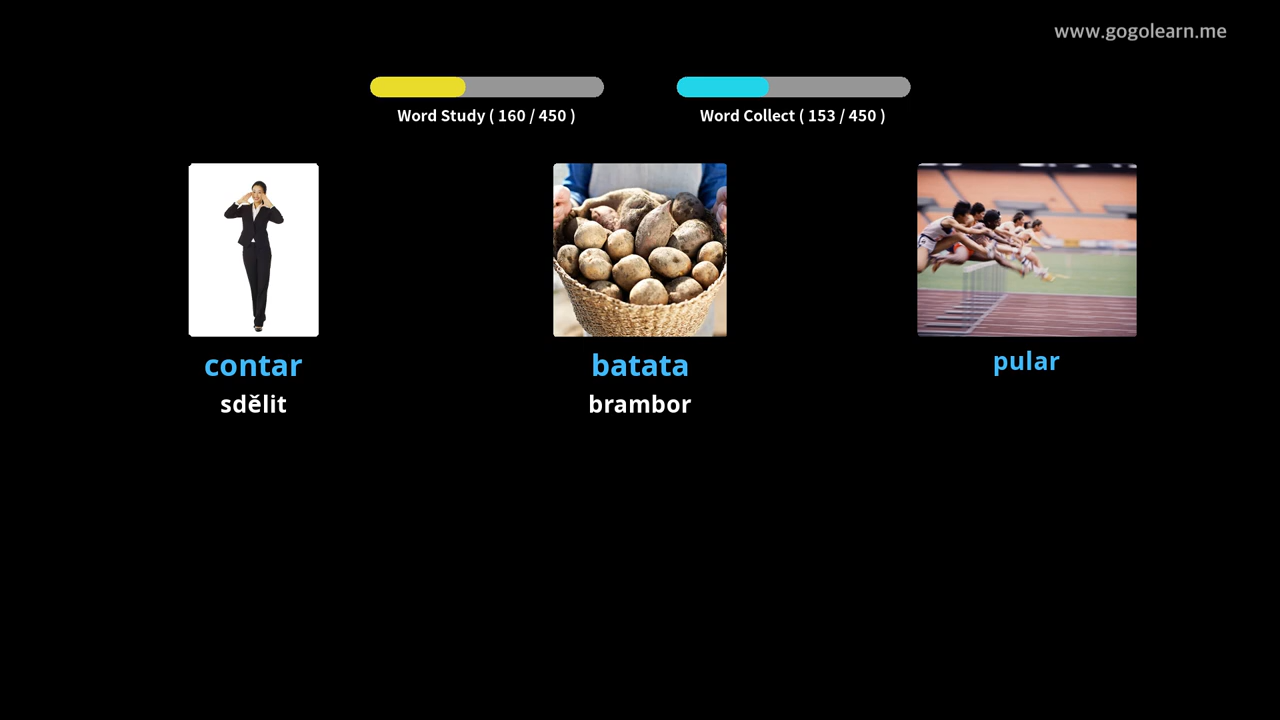 www.gogolearn.me
Word Study ( 160 / 450 )
Word Collect ( 153 / 450 )
contar
sdělit
batata
brambor
pular